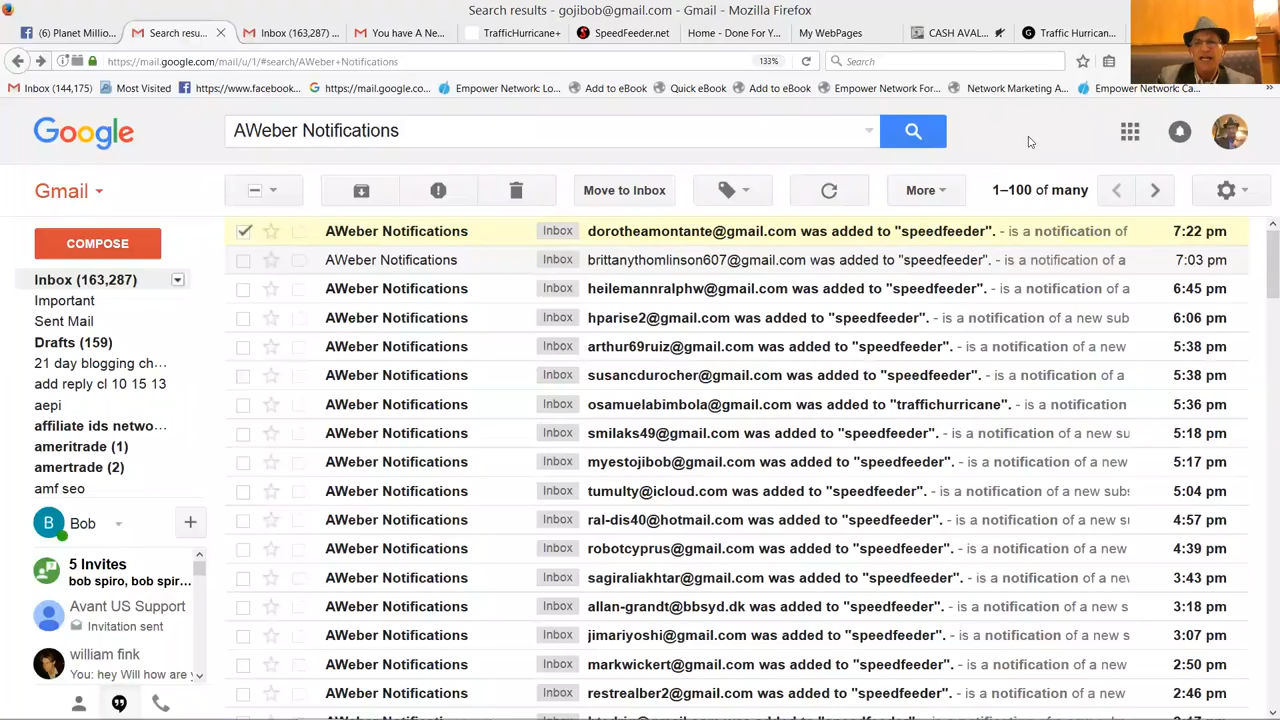 Search results - gojibob@gmail.com - Gmail - Mozilla Firefox
(6) Planet Millio...
Search resu...
Inbox (163,287) ...
You have A Ne...
TrafficHurricane+
SpeedFeeder.net
Home - Done For Y...
My WebPages
CASH AVAL...
Traffic Hurrican...
https://mail.google.com/mail/u/1/#search/AWeber+Notifications
133%
Search
Inbox (144,175)
Most Visited
https://www.facebook...
https://mail.google.co...
Empower Network: Lo...
Add to eBook
Quick eBook
Add to eBook
Empower Network For...
Network Marketing A...
Empower Network: Ca...
Google
AWeber Notifications
Gmail
Move to Inbox
More
1–100 of many
COMPOSE
Inbox (163,287)
Important
Sent Mail
Drafts (159)
21 day blogging ch...
add reply cl 10 15 13
aepi
affiliate ids netwo...
ameritrade (1)
amertrade (2)
amf seo
B Bob
5 Invites
bob spiro, bob spir...
Avant US Support
Invitation sent
william fink
You: hey Will how are y
AWeber Notifications Inbox dorotheamontante@gmail.com was added to "speedfeeder". - is a notification of 7:22 pm
AWeber Notifications Inbox brittanythomlinson607@gmail.com was added to "speedfeeder". - is a notification of a 7:03 pm
AWeber Notifications Inbox heilemannralphw@gmail.com was added to "speedfeeder". - is a notification of a 6:45 pm
AWeber Notifications Inbox hparise2@gmail.com was added to "speedfeeder". - is a notification of a new sub 6:06 pm
AWeber Notifications Inbox arthur69ruiz@gmail.com was added to "speedfeeder". - is a notification of a new 5:38 pm
AWeber Notifications Inbox susancdurocher@gmail.com was added to "speedfeeder". - is a notification of a 5:38 pm
AWeber Notifications Inbox osamuelabimbola@gmail.com was added to "traffichurricane". - is a notification 5:36 pm
AWeber Notifications Inbox smilaks49@gmail.com was added to "speedfeeder". - is a notification of a new su 5:18 pm
AWeber Notifications Inbox myestojibob@gmail.com was added to "speedfeeder". - is a notification of a new 5:17 pm
AWeber Notifications Inbox tumulty@icloud.com was added to "speedfeeder". - is a notification of a new subs 5:04 pm
AWeber Notifications Inbox ral-dis40@hotmail.com was added to "speedfeeder". - is a notification of a new 4:57 pm
AWeber Notifications Inbox robotcyprus@gmail.com was added to "speedfeeder". - is a notification of a new 4:39 pm
AWeber Notifications Inbox sagiraliakhtar@gmail.com was added to "speedfeeder". - is a notification of a new 3:43 pm
AWeber Notifications Inbox allan-grandt@bbsyd.dk was added to "speedfeeder". - is a notification of a new s 3:18 pm
AWeber Notifications Inbox jimariyoshi@gmail.com was added to "speedfeeder". - is a notification of a new s 3:07 pm
AWeber Notifications Inbox markwickert@gmail.com was added to "speedfeeder". - is a notification of a new 2:50 pm
AWeber Notifications Inbox restrealber2@gmail.com was added to "speedfeeder". - is a notification of a new 2:46 pm